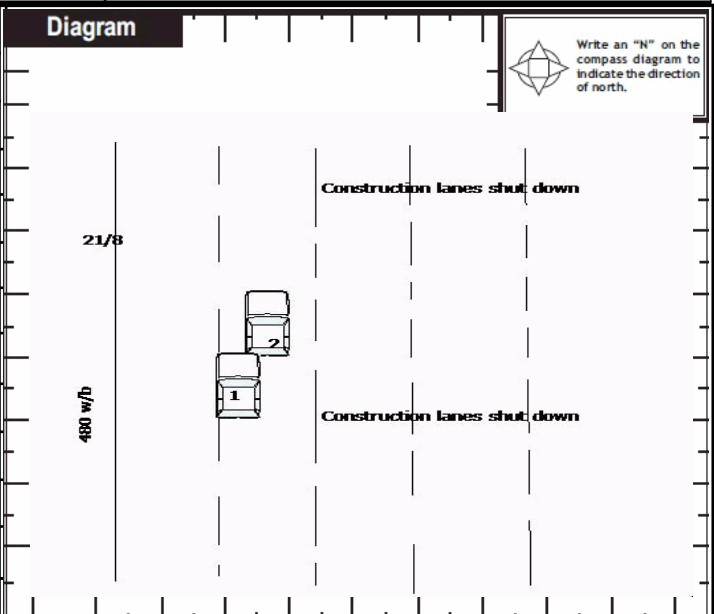 Diagram
Write an “N” on the
compass diagram to
indicate the direction
of north.
Construction lanes shut down
21/8
2
1
480 w/b
Construction lanes shut down